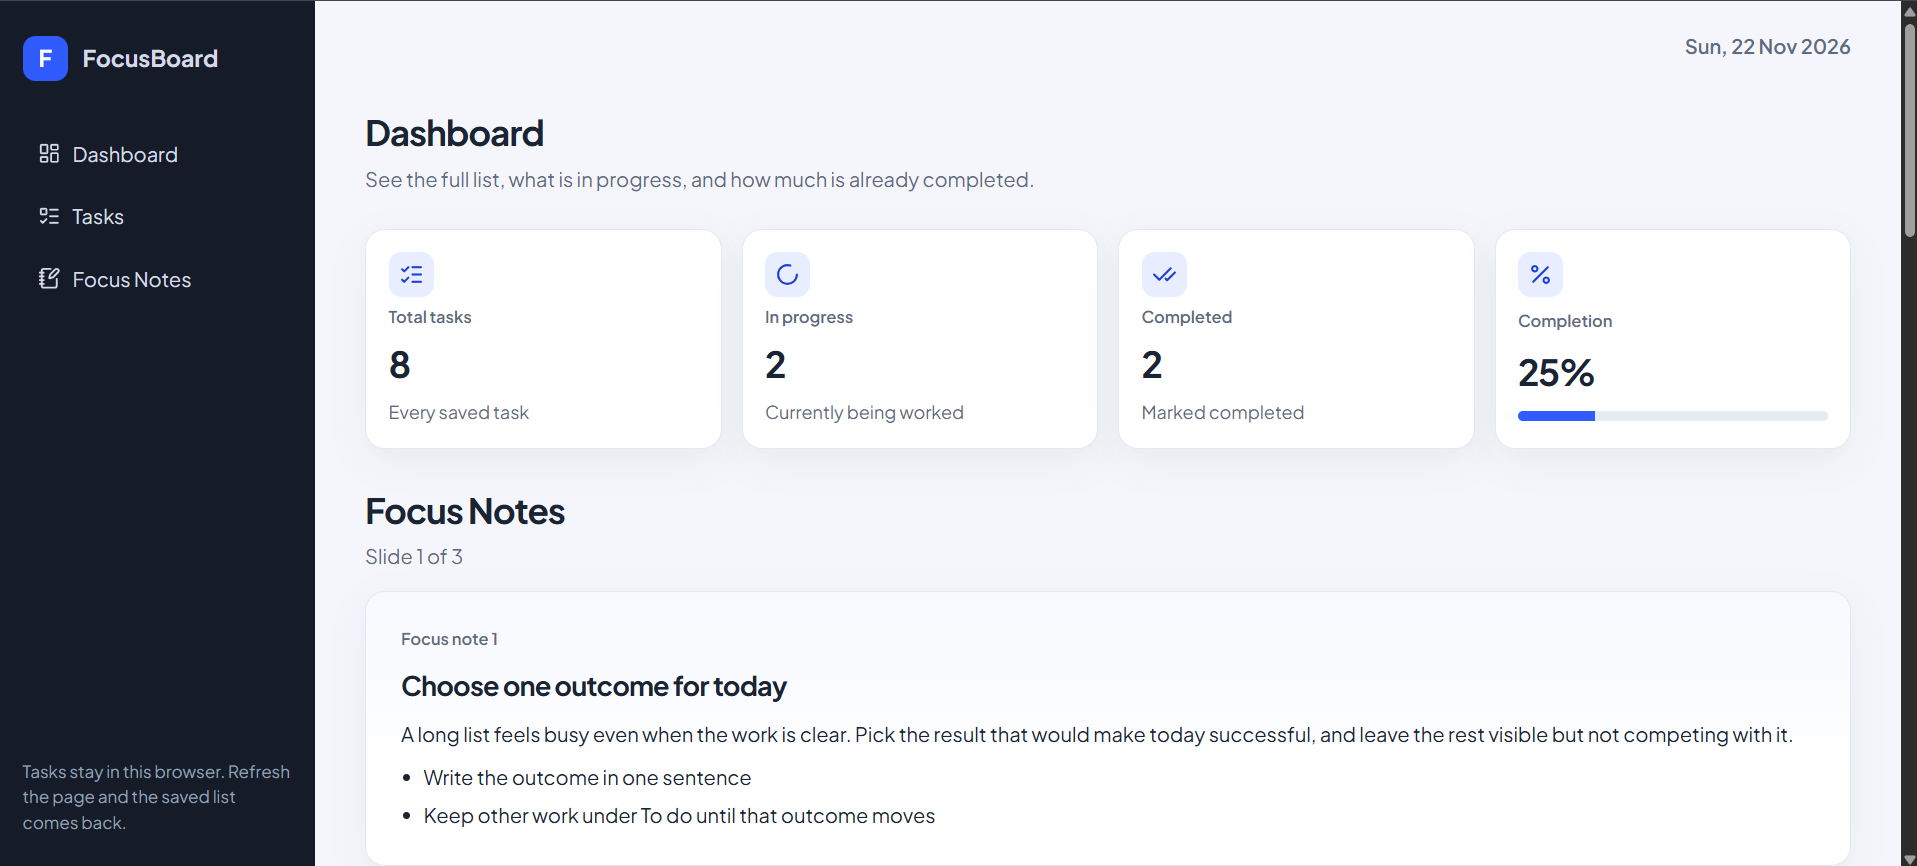 F
FocusBoard
Dashboard
Tasks
Focus Notes
Tasks stay in this browser. Refresh
the page and the saved list
comes back.
Sun, 22 Nov 2026
Dashboard
See the full list, what is in progress, and how much is already completed.
Total tasks
8
Every saved task
In progress
2
Currently being worked
Completed
2
Marked completed
%
Completion
25%
Focus Notes
Slide 1 of 3
Focus note 1
Choose one outcome for today
A long list feels busy even when the work is clear. Pick the result that would make today successful, and leave the rest visible but not competing with it.
• Write the outcome in one sentence
• Keep other work under To do until that outcome moves